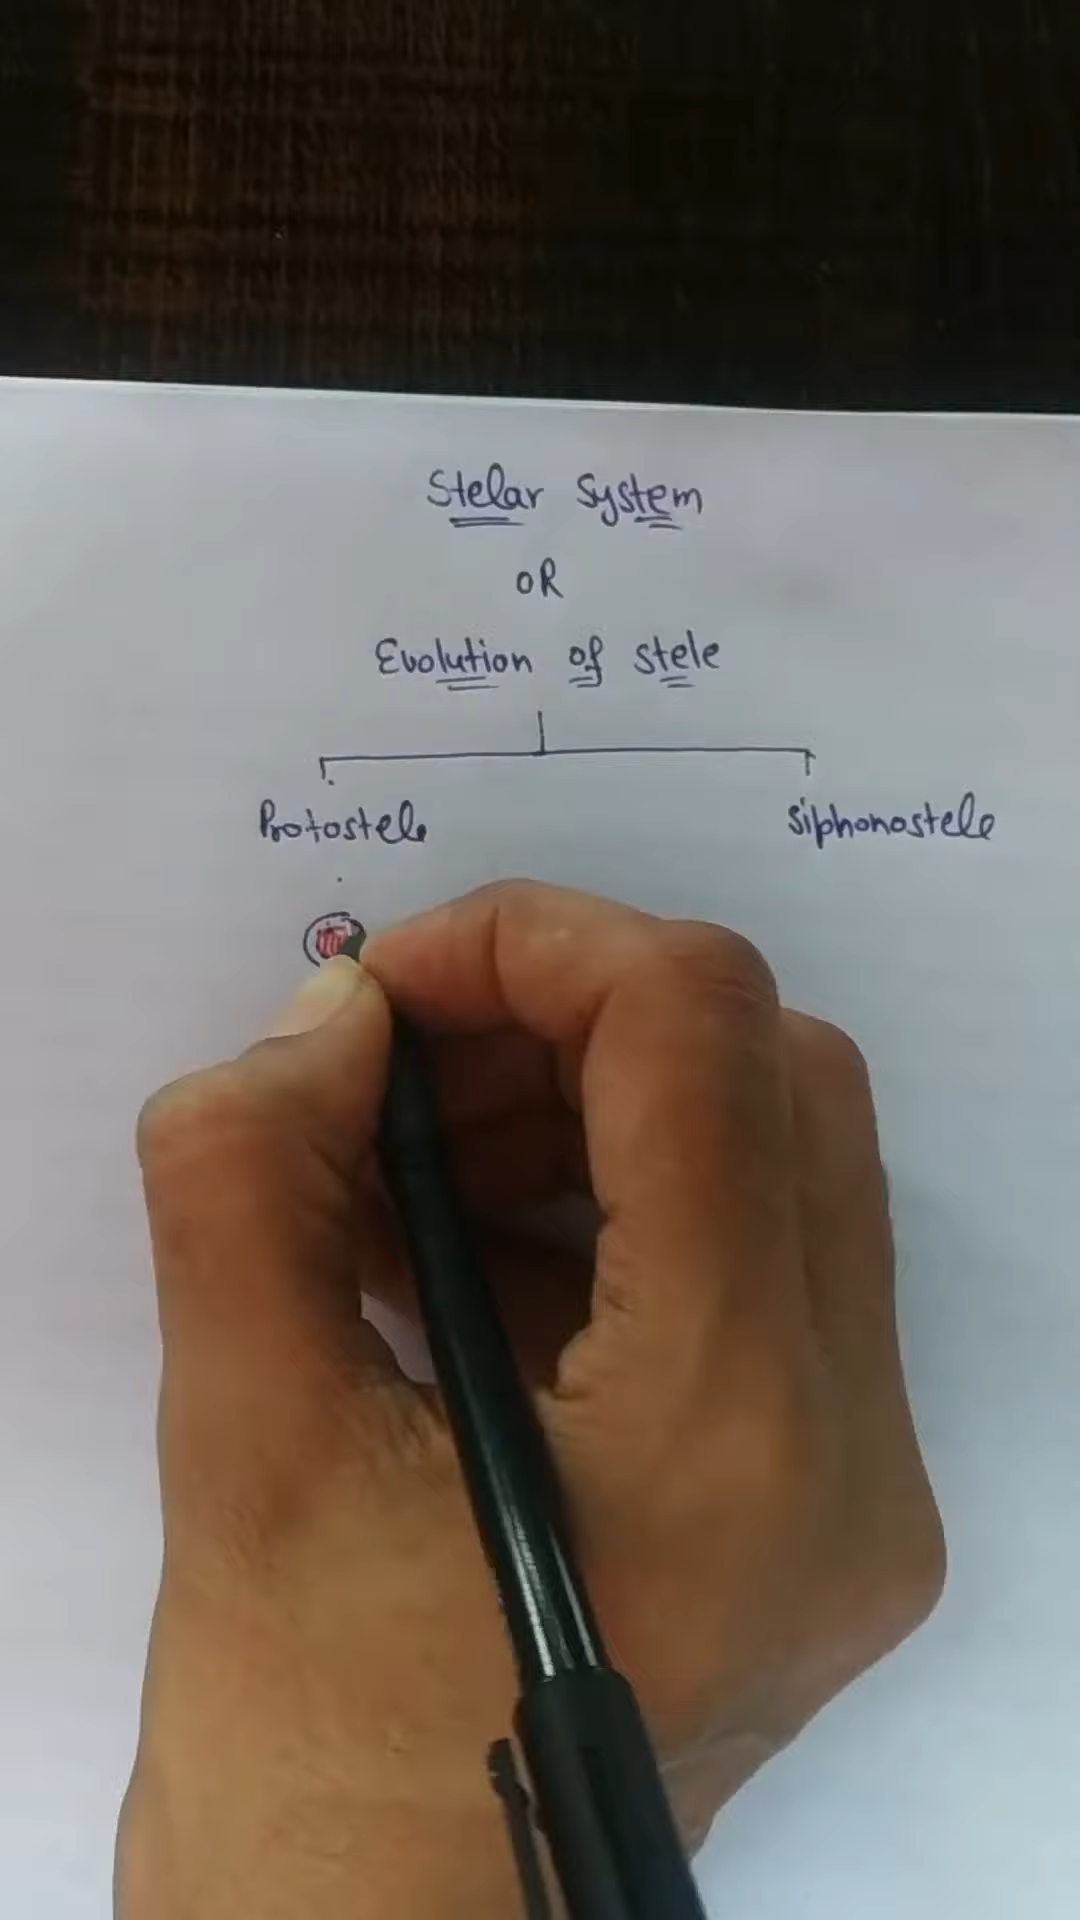 Stelar System
OR
Evolution of stele
Protostele
Siphonostele